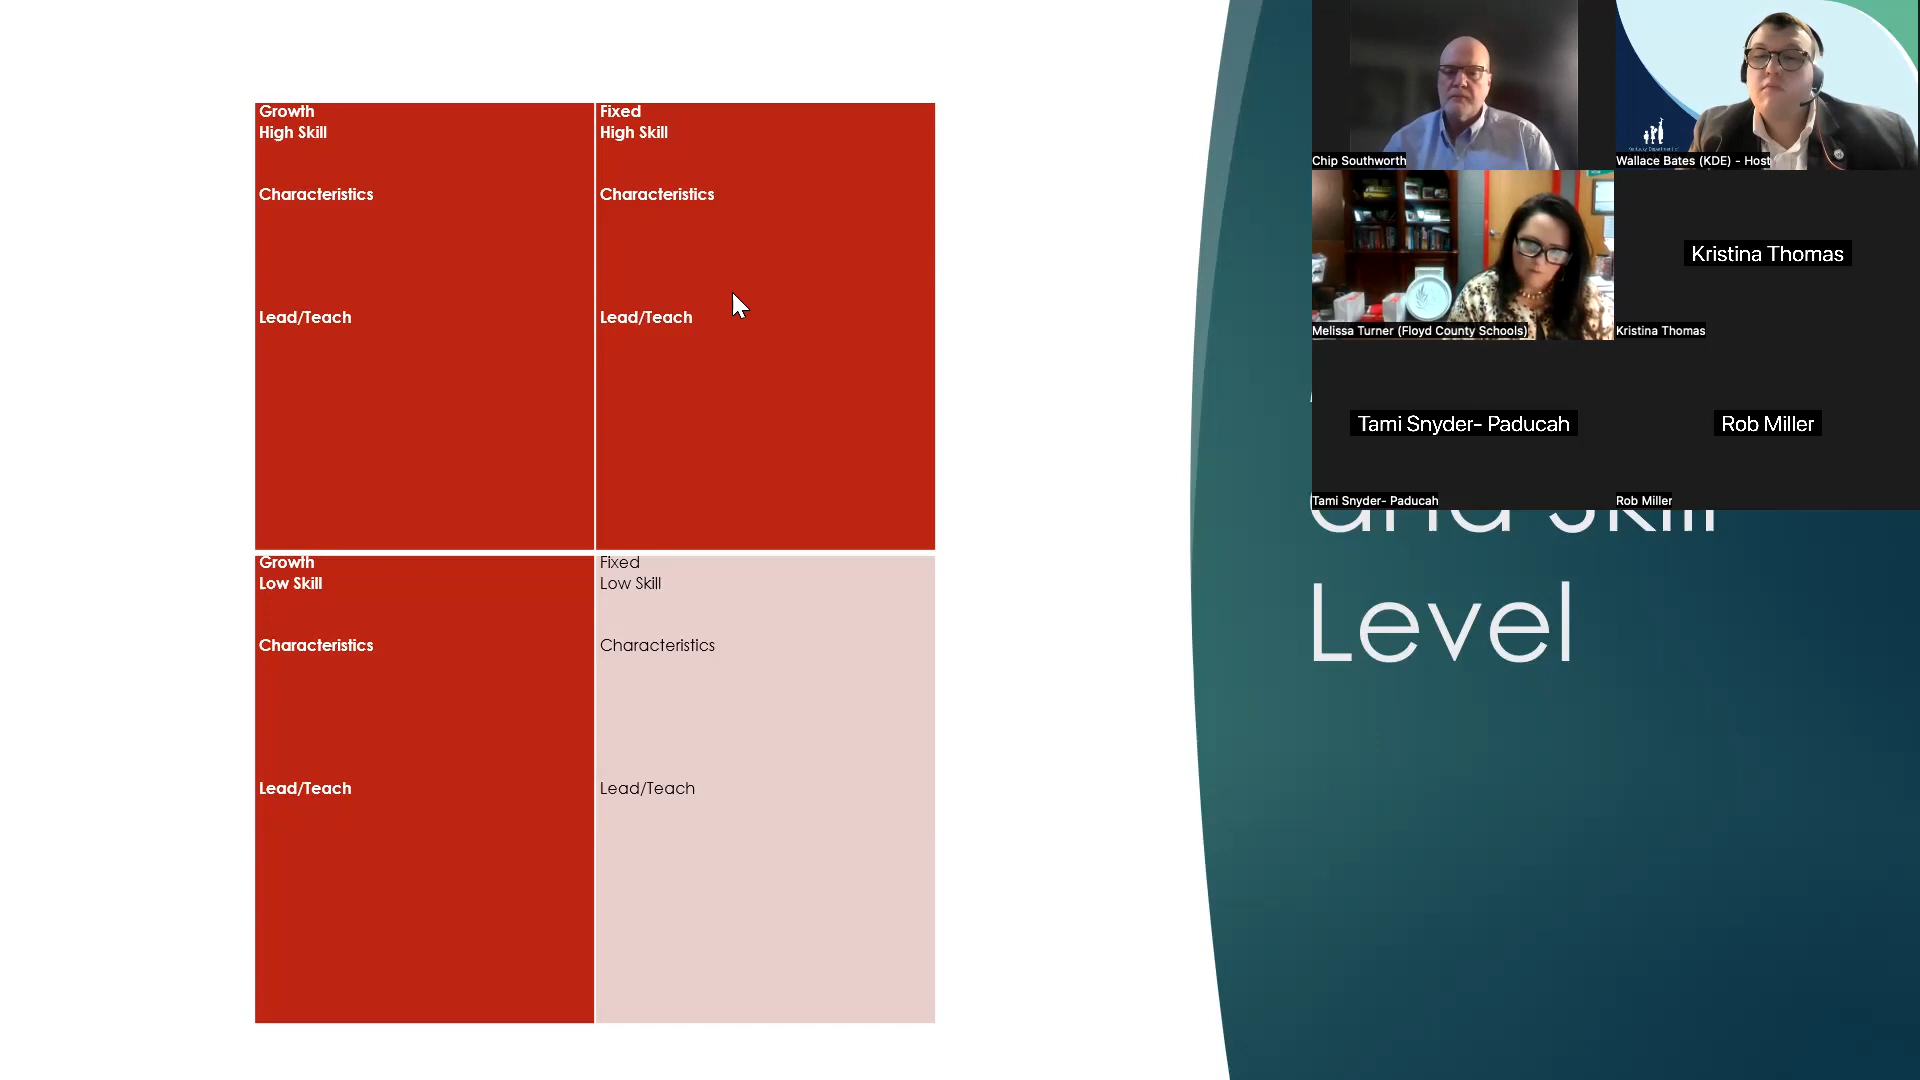 Growth
High Skill
Characteristics
Lead/Teach
Fixed
High Skill
Characteristics
Lead/Teach
Growth
Low Skill
Characteristics
Lead/Teach
Fixed
Low Skill
Characteristics
Lead/Teach
and Skill
Level
Chip Southworth
Wallace Bates (KDE) - Host
Melissa Turner (Floyd County Schools)
Kristina Thomas
Kristina Thomas
Tami Snyder- Paducah
Tami Snyder- Paducah
Rob Miller
Rob Miller